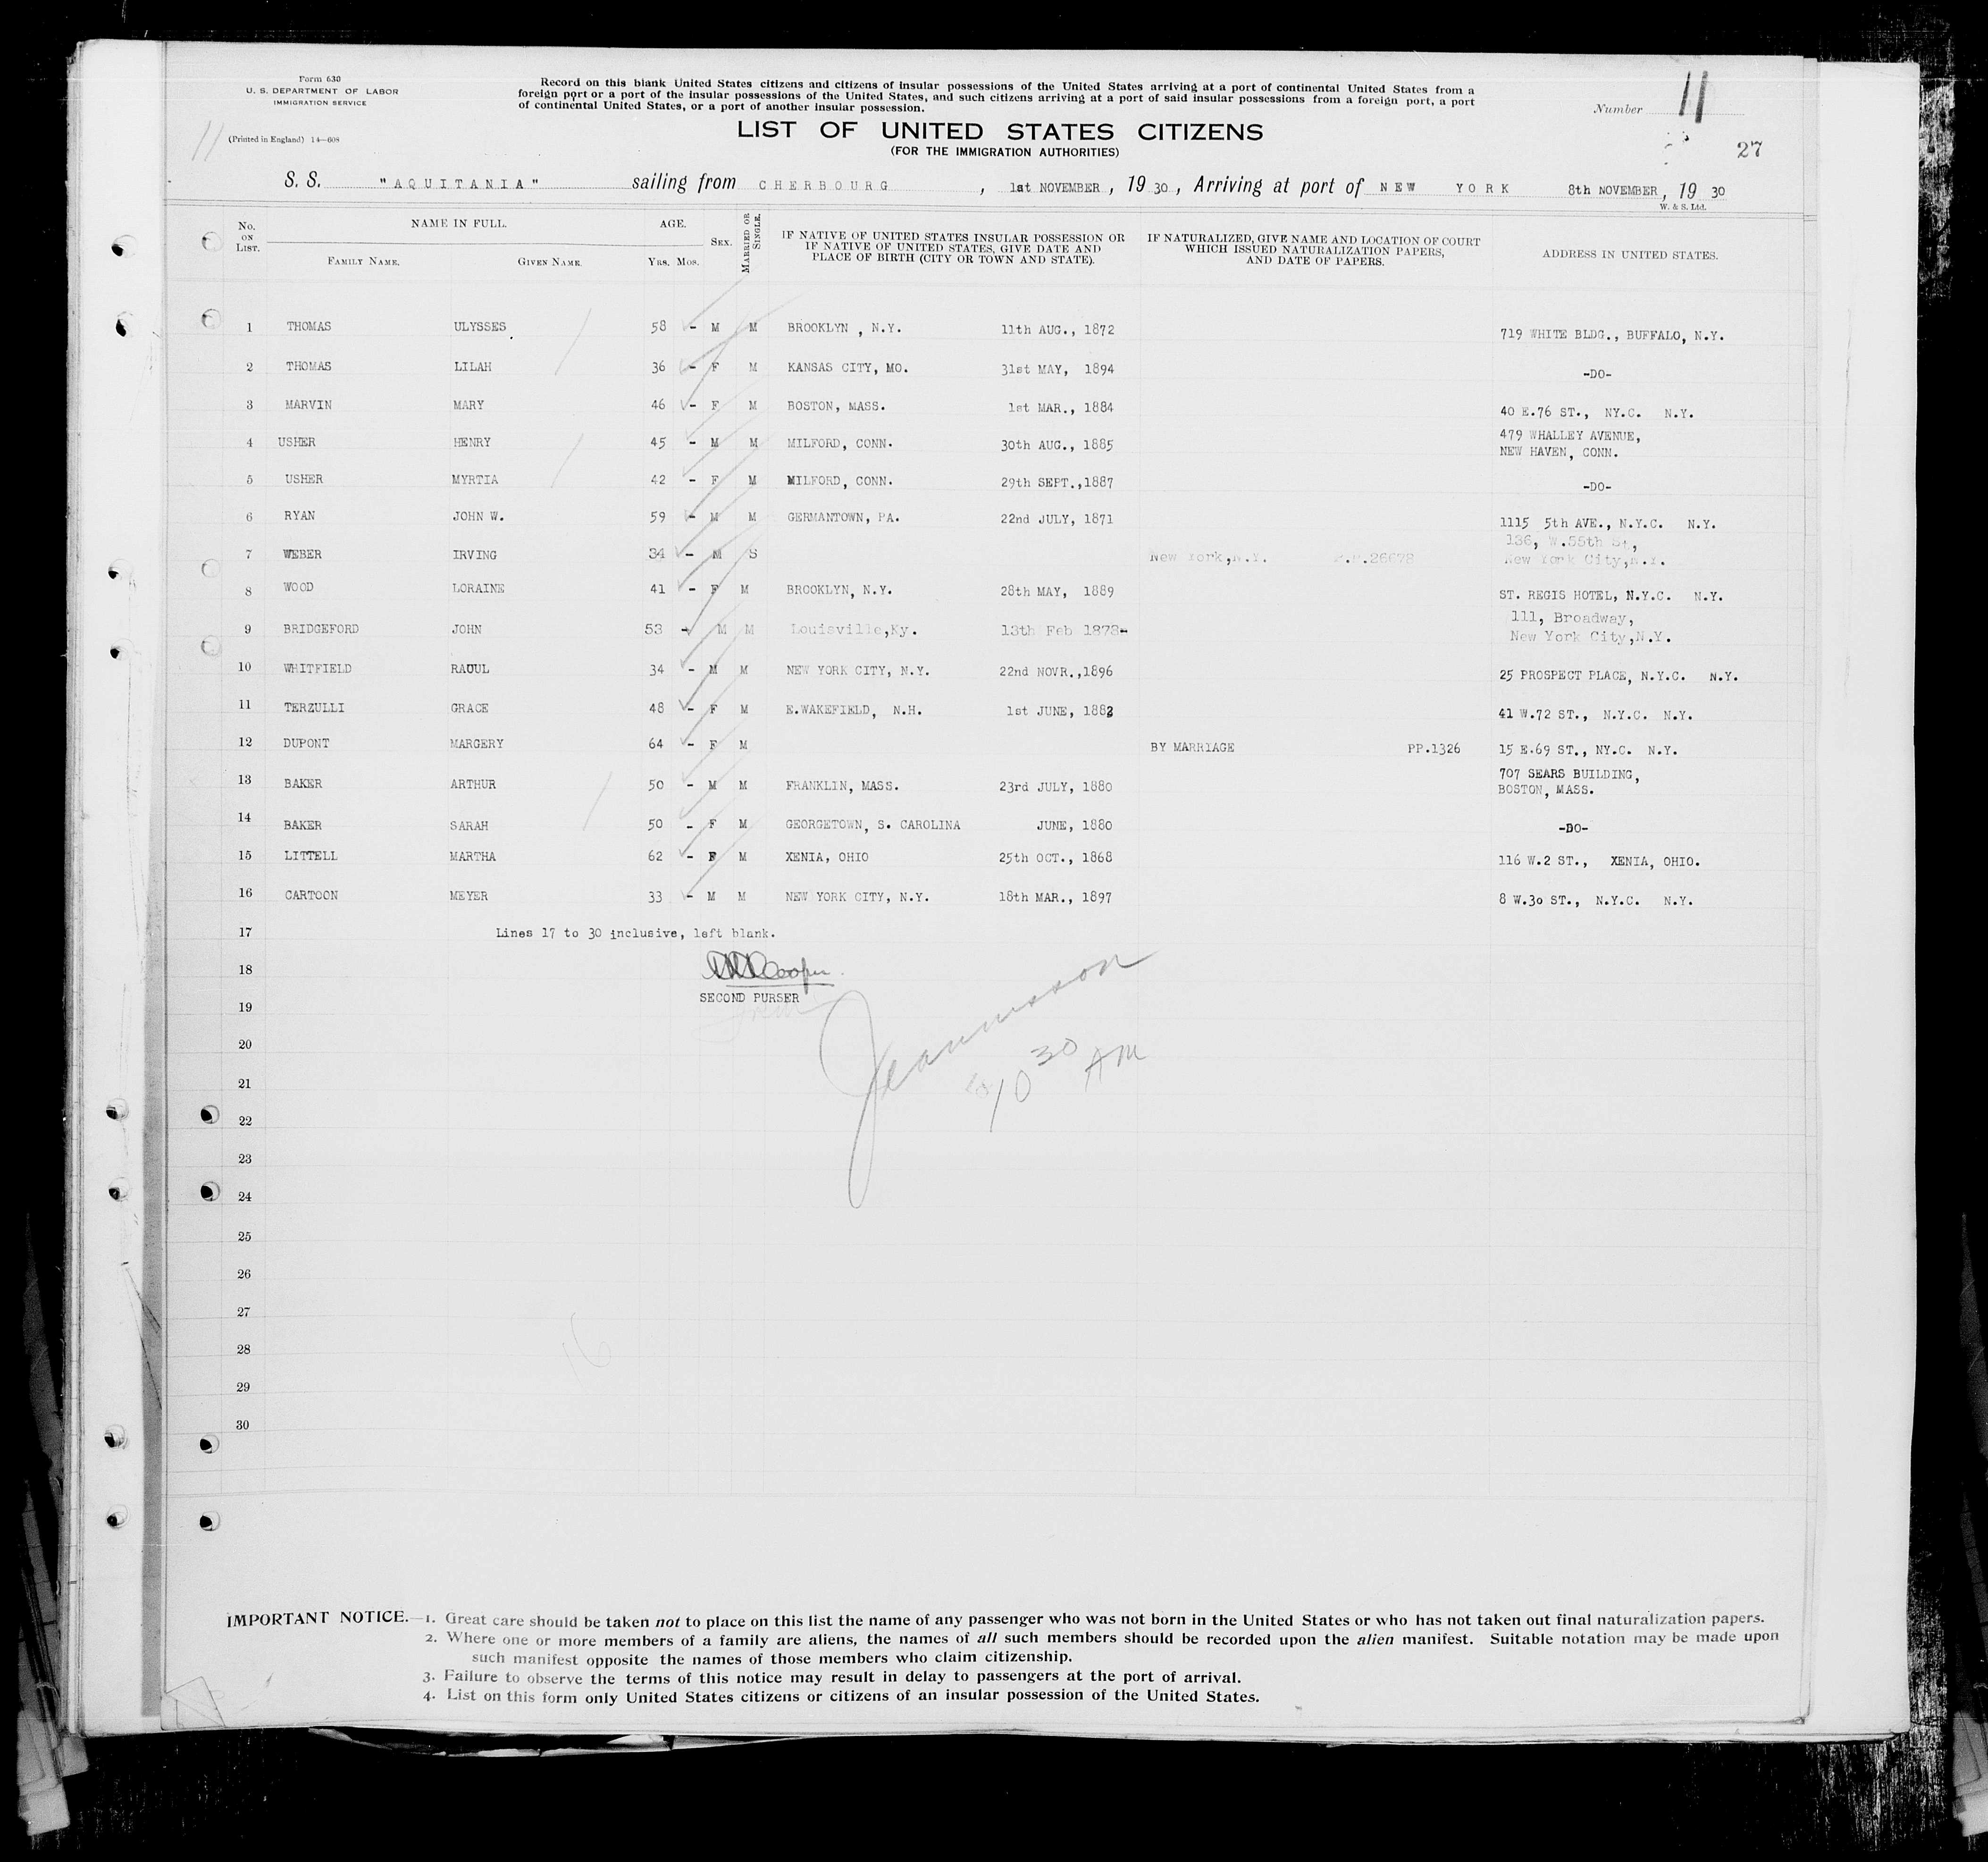 Form 630
U. S. DEPARTMENT OF LABOR
IMMIGRATION SERVICE
(Printed in England) 14—608
11
Record on this blank United States citizens and citizens of insular possessions of the United States arriving at a port of continental United States from a
foreign port or a port of the insular possessions of the United States, and such citizens arriving at a port of said insular possessions from a foreign port, a port
of continental United States, or a port of another insular possession.
Number 11
27
LIST OF UNITED STATES CITIZENS
(FOR THE IMMIGRATION AUTHORITIES)
S. S. "AQUITANIA" sailing from CHERBOURG, 1st NOVEMBER, 19 30, Arriving at port of NEW YORK 8th NOVEMBER, 19 30
W. & S. Ltd.
No. ON LIST. NAME IN FULL. AGE. SEX. MARRIED OR SINGLE. IF NATIVE OF UNITED STATES INSULAR POSSESSION OR IF NATIVE OF UNITED STATES, GIVE DATE AND PLACE OF BIRTH (CITY OR TOWN AND STATE). IF NATURALIZED, GIVE NAME AND LOCATION OF COURT WHICH ISSUED NATURALIZATION PAPERS, AND DATE OF PAPERS. ADDRESS IN UNITED STATES.
FAMILY NAME. GIVEN NAME. YRS. MOS.
1 THOMAS ULYSSES 58 - M M BROOKLYN , N.Y. 11th AUG., 1872 719 WHITE BLDG., BUFFALO, N.Y.
2 THOMAS LILAH 36 - F M KANSAS CITY, MO. 31st MAY, 1894 -DO-
3 MARVIN MARY 46 - F M BOSTON, MASS. 1st MAR., 1884 40 E.76 ST., NY.C. N.Y.
4 USHER HENRY 45 - M M MILFORD, CONN. 30th AUG., 1885 479 WHALLEY AVENUE,
NEW HAVEN, CONN.
5 USHER MYRTIA 42 - F M MILFORD, CONN. 29th SEPT.,1887 -DO-
6 RYAN JOHN W. 59 - M M GERMANTOWN, PA. 22nd JULY, 1871 1115 5th AVE., N.Y.C. N.Y.
7 WEBER IRVING 34 - M S New York,N.Y. P.P.26678 136, W.55th St,
New York City,N.Y.
8 WOOD LORAINE 41 - F M BROOKLYN, N.Y. 28th MAY, 1889 ST. REGIS HOTEL, N.Y.C. N.Y.
9 BRIDGEFORD JOHN 53 - M M Louisville,Ky. 13th Feb 1878- 111, Broadway,
New York City,N.Y.
10 WHITFIELD RAOUL 34 - M M NEW YORK CITY, N.Y. 22nd NOVR.,1896 25 PROSPECT PLACE, N.Y.C. N.Y.
11 TERZULLI GRACE 48 - F M E.WAKEFIELD, N.H. 1st JUNE, 1882 41 W.72 ST., N.Y.C. N.Y.
12 DUPONT MARGERY 64 - F M BY MARRIAGE PP.1326 15 E.69 ST., NY.C. N.Y.
13 BAKER ARTHUR 50 - M M FRANKLIN, MASS. 23rd JULY, 1880 707 SEARS BUILDING,
BOSTON, MASS.
14 BAKER SARAH 50 - F M GEORGETOWN, S. CAROLINA JUNE, 1880 -DO-
15 LITTELL MARTHA 62 - F M XENIA, OHIO 25th OCT., 1868 116 W.2 ST., XENIA, OHIO.
16 CARTOON MEYER 33 - M M NEW YORK CITY, N.Y. 18th MAR., 1897 8 W.30 ST., N.Y.C. N.Y.
17 Lines 17 to 30 inclusive, left blank.
18 Cooper
SECOND PURSER
19
20
10 30 AM
21
22
23
24
25
26
27
28
16
29
30
IMPORTANT NOTICE.—1. Great care should be taken not to place on this list the name of any passenger who was not born in the United States or who has not taken out final naturalization papers.
2. Where one or more members of a family are aliens, the names of all such members should be recorded upon the alien manifest. Suitable notation may be made upon
such manifest opposite the names of those members who claim citizenship.
3. Failure to observe the terms of this notice may result in delay to passengers at the port of arrival.
4. List on this form only United States citizens or citizens of an insular possession of the United States.